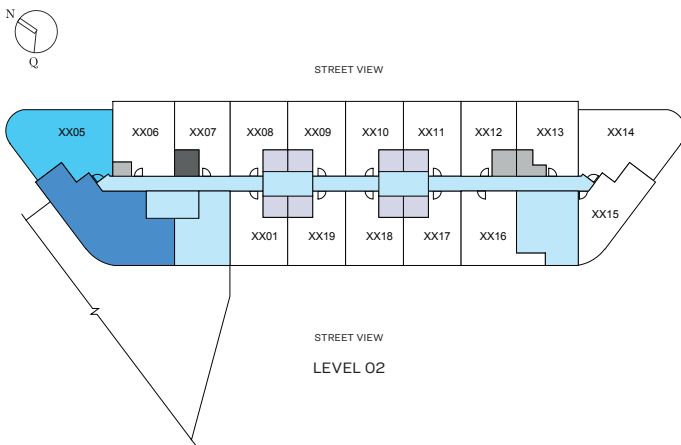 N
Q
STREET VIEW
XX05 XX06 XX07 XX08 XX09 XX10 XX11 XX12 XX13 XX14
XX15
XX01 XX19 XX18 XX17 XX16
STREET VIEW
LEVEL 02